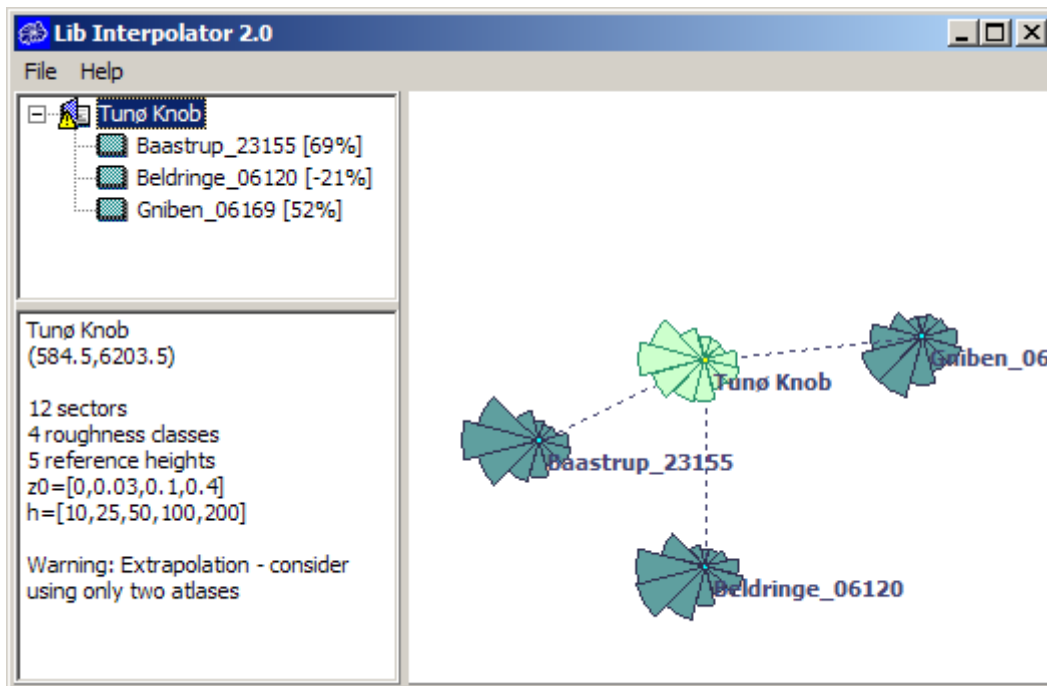 Lib Interpolator 2.0
File Help
Tunø Knob
Baastrup_23155 [69%]
Beldringe_06120 [-21%]
Gniben_06169 [52%]
Tunø Knob
(584.5,6203.5)
12 sectors
4 roughness classes
5 reference heights
z0=[0,0.03,0.1,0.4]
h=[10,25,50,100,200]
Warning: Extrapolation - consider
using only two atlases
Gniben_06
Tunø Knob
Baastrup_23155
Beldringe_06120